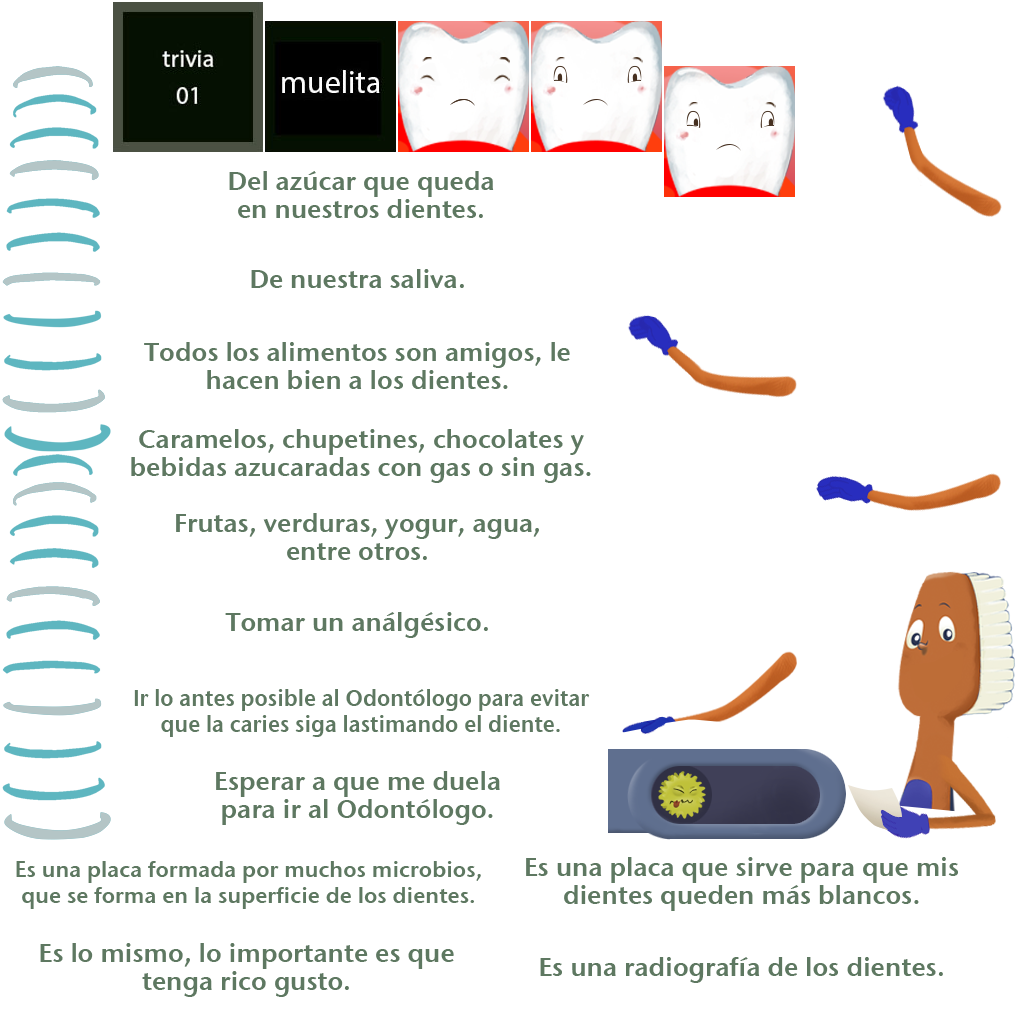 trivia
01
muelita
Del azúcar que queda
en nuestros dientes.
De nuestra saliva.
Todos los alimentos son amigos, le
hacen bien a los dientes.
Caramelos, chupetines, chocolates y
bebidas azucaradas con gas o sin gas.
Frutas, verduras, yogur, agua,
entre otros.
Tomar un análgésico.
Ir lo antes posible al Odontólogo para evitar
que la caries siga lastimando el diente.
Esperar a que me duela
para ir al Odontólogo.
Es una placa formada por muchos microbios,
que se forma en la superficie de los dientes.
Es una placa que sirve para que mis
dientes queden más blancos.
Es lo mismo, lo importante es que
tenga rico gusto.
Es una radiografía de los dientes.